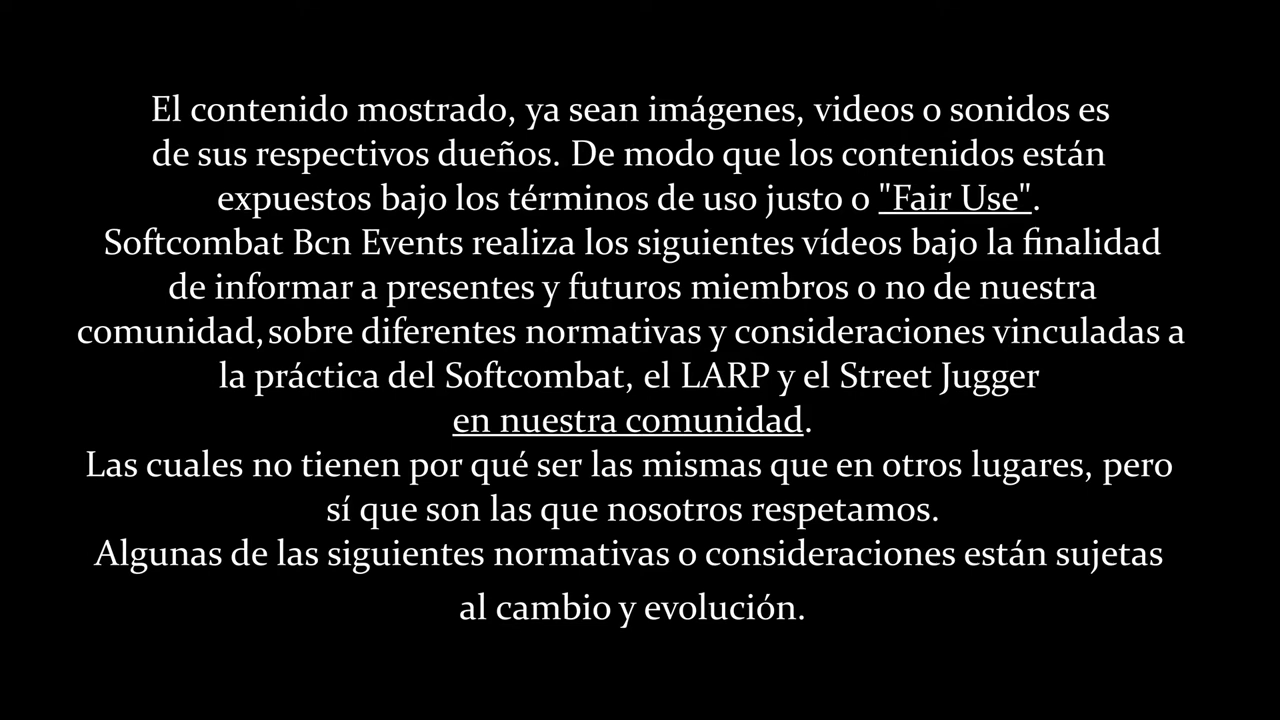 El contenido mostrado, ya sean imágenes, videos o sonidos es
de sus respectivos dueños. De modo que los contenidos están
expuestos bajo los términos de uso justo o "Fair Use".
Softcombat Bcn Events realiza los siguientes vídeos bajo la finalidad
de informar a presentes y futuros miembros o no de nuestra
comunidad, sobre diferentes normativas y consideraciones vinculadas a
la práctica del Softcombat, el LARP y el Street Jugger
en nuestra comunidad.
Las cuales no tienen por qué ser las mismas que en otros lugares, pero
sí que son las que nosotros respetamos.
Algunas de las siguientes normativas o consideraciones están sujetas
al cambio y evolución.